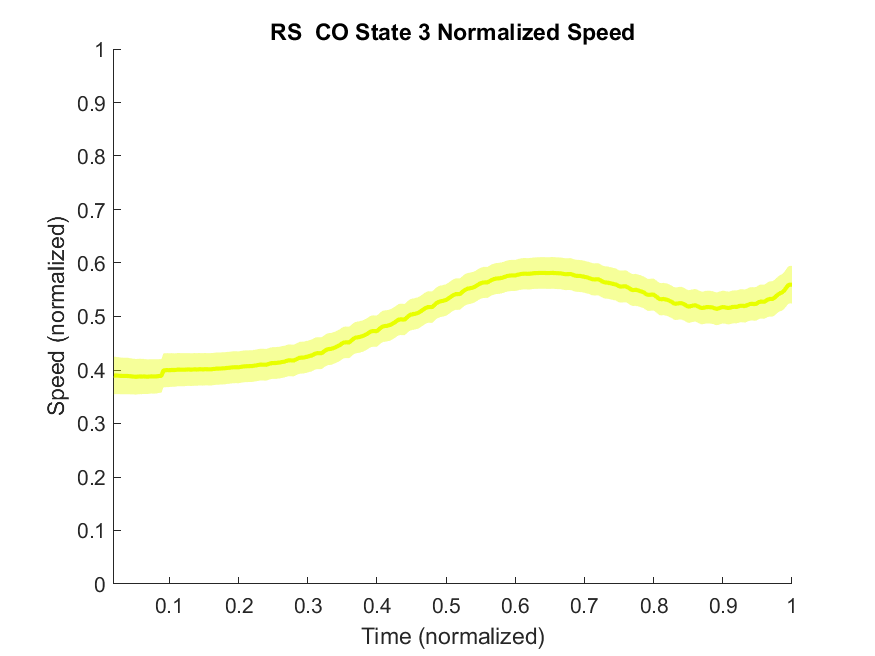 RS  CO State 3 Normalized Speed
1
0.9
0.8
0.7
0.6
0.5
0.4
0.3
0.2
0.1
0
Speed (normalized)
0.1 0.2 0.3 0.4 0.5 0.6 0.7 0.8 0.9 1
Time (normalized)